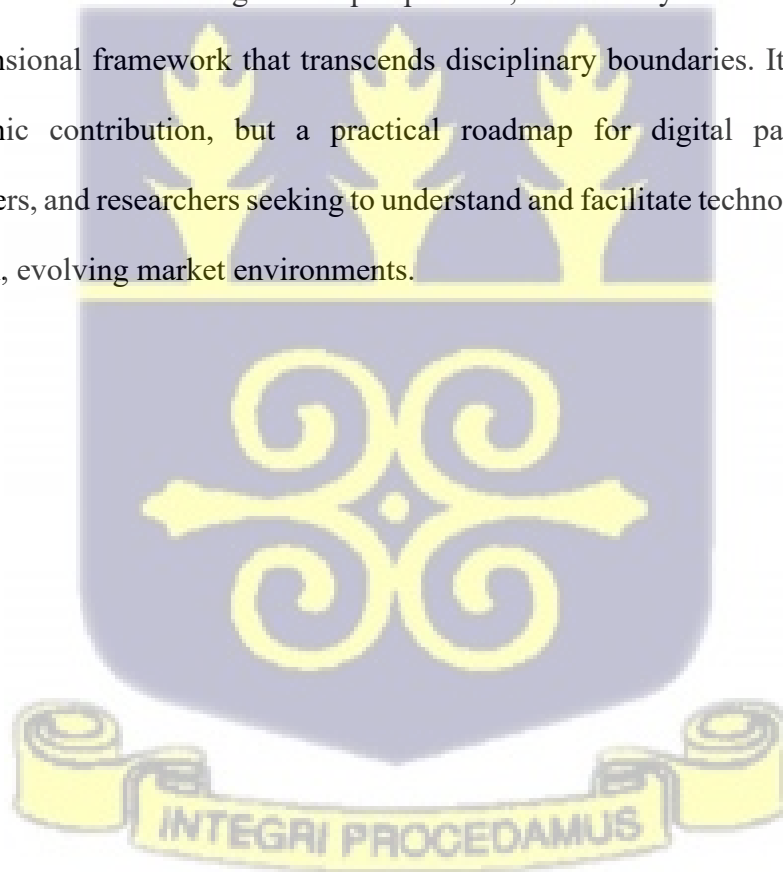 nsional framework that transcends disciplinary boundaries. It
nic contribution, but a practical roadmap for digital pa
ers, and researchers seeking to understand and facilitate techno
, evolving market environments.
INTEGRI PROCEDAMUS